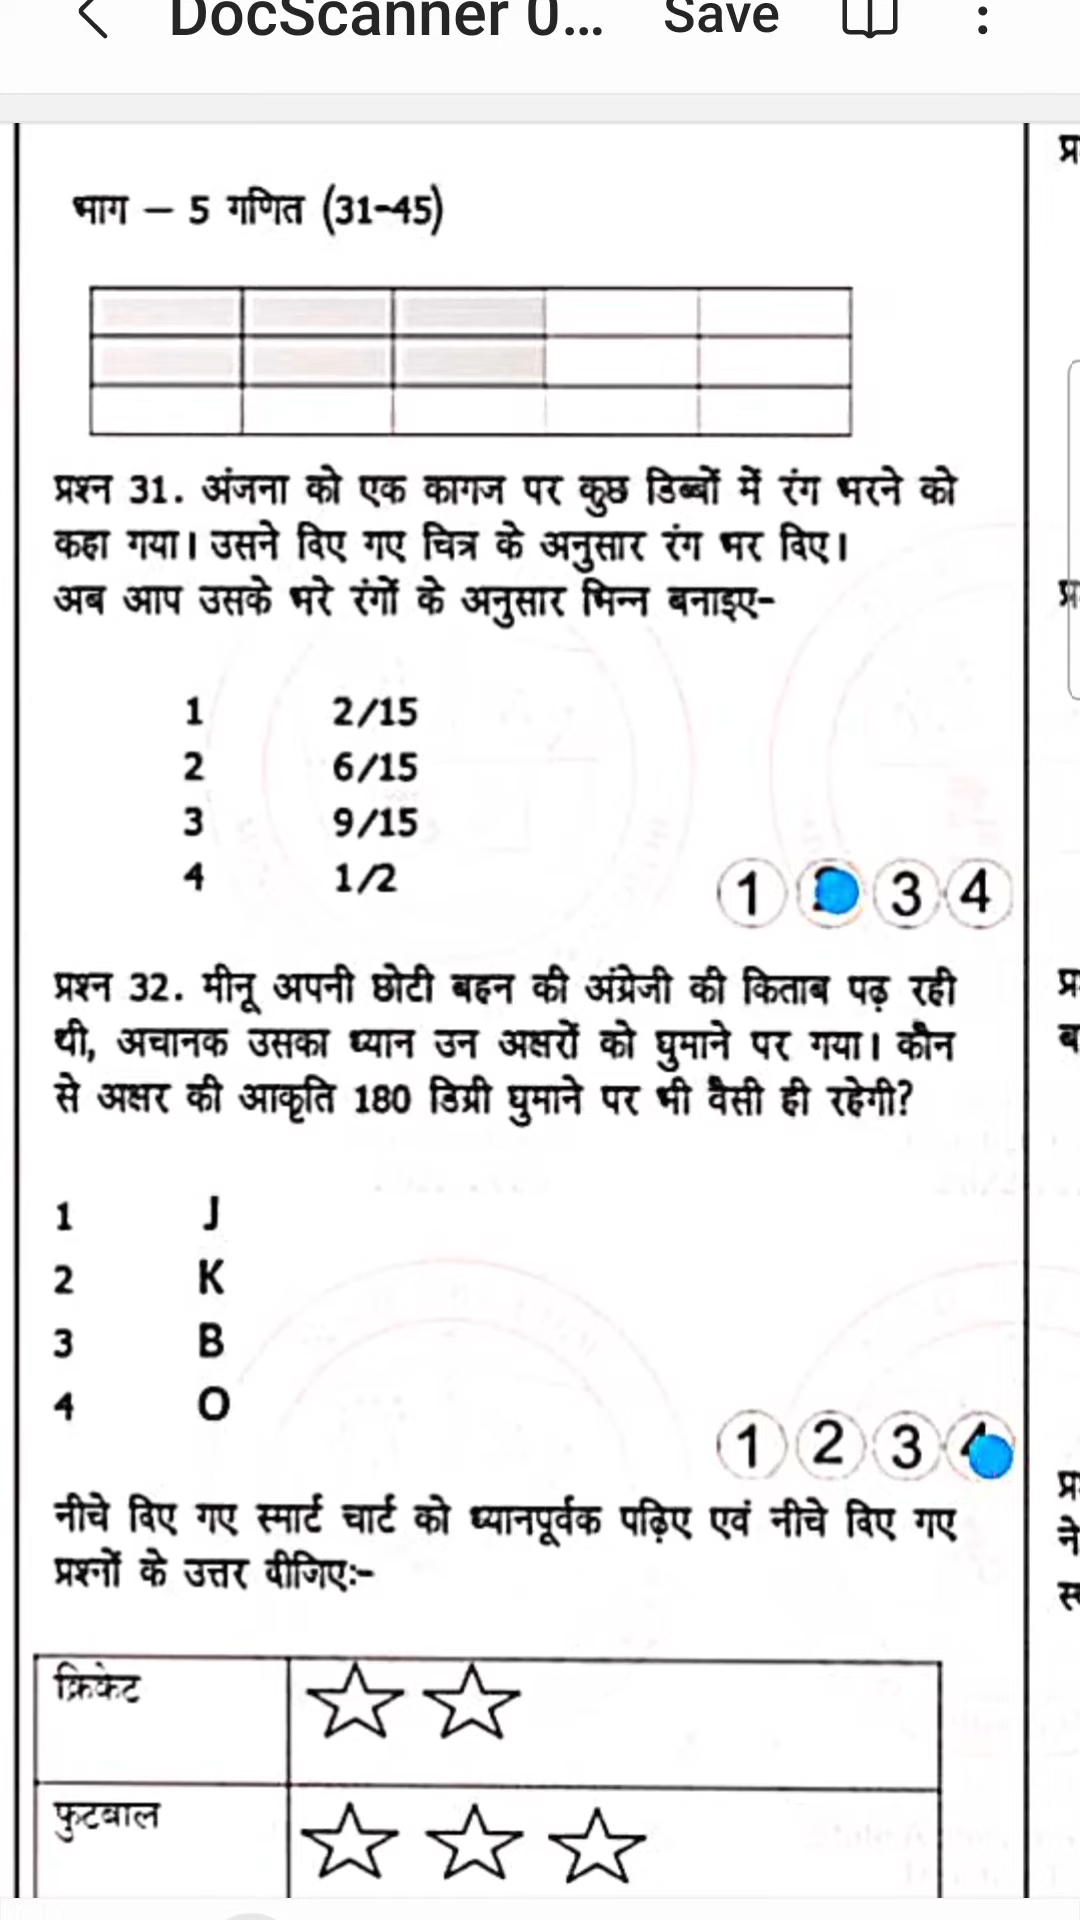 DocScanner 0... Save
भाग – 5 गणित (31-45)
प्रश्न 31. अंजना को एक कागज पर कुछ डिब्बों में रंग भरने को
कहा गया। उसने दिए गए चित्र के अनुसार रंग भर दिए।
अब आप उसके भरे रंगों के अनुसार भिन्न बनाइए-
1 2/15
2 6/15
3 9/15
4 1/2
1 2 3 4
प्रश्न 32. मीनू अपनी छोटी बहन की अंग्रेजी की किताब पढ़ रही
थी, अचानक उसका ध्यान उन अक्षरों को घुमाने पर गया। कौन
से अक्षर की आकृति 180 डिग्री घुमाने पर भी वैसी ही रहेगी?
1 J
2 K
3 B
4 O
1 2 3 4
नीचे दिए गए स्मार्ट चार्ट को ध्यानपूर्वक पढ़िए एवं नीचे दिए गए
प्रश्नों के उत्तर दीजिए:-
क्रिकेट
फुटबाल